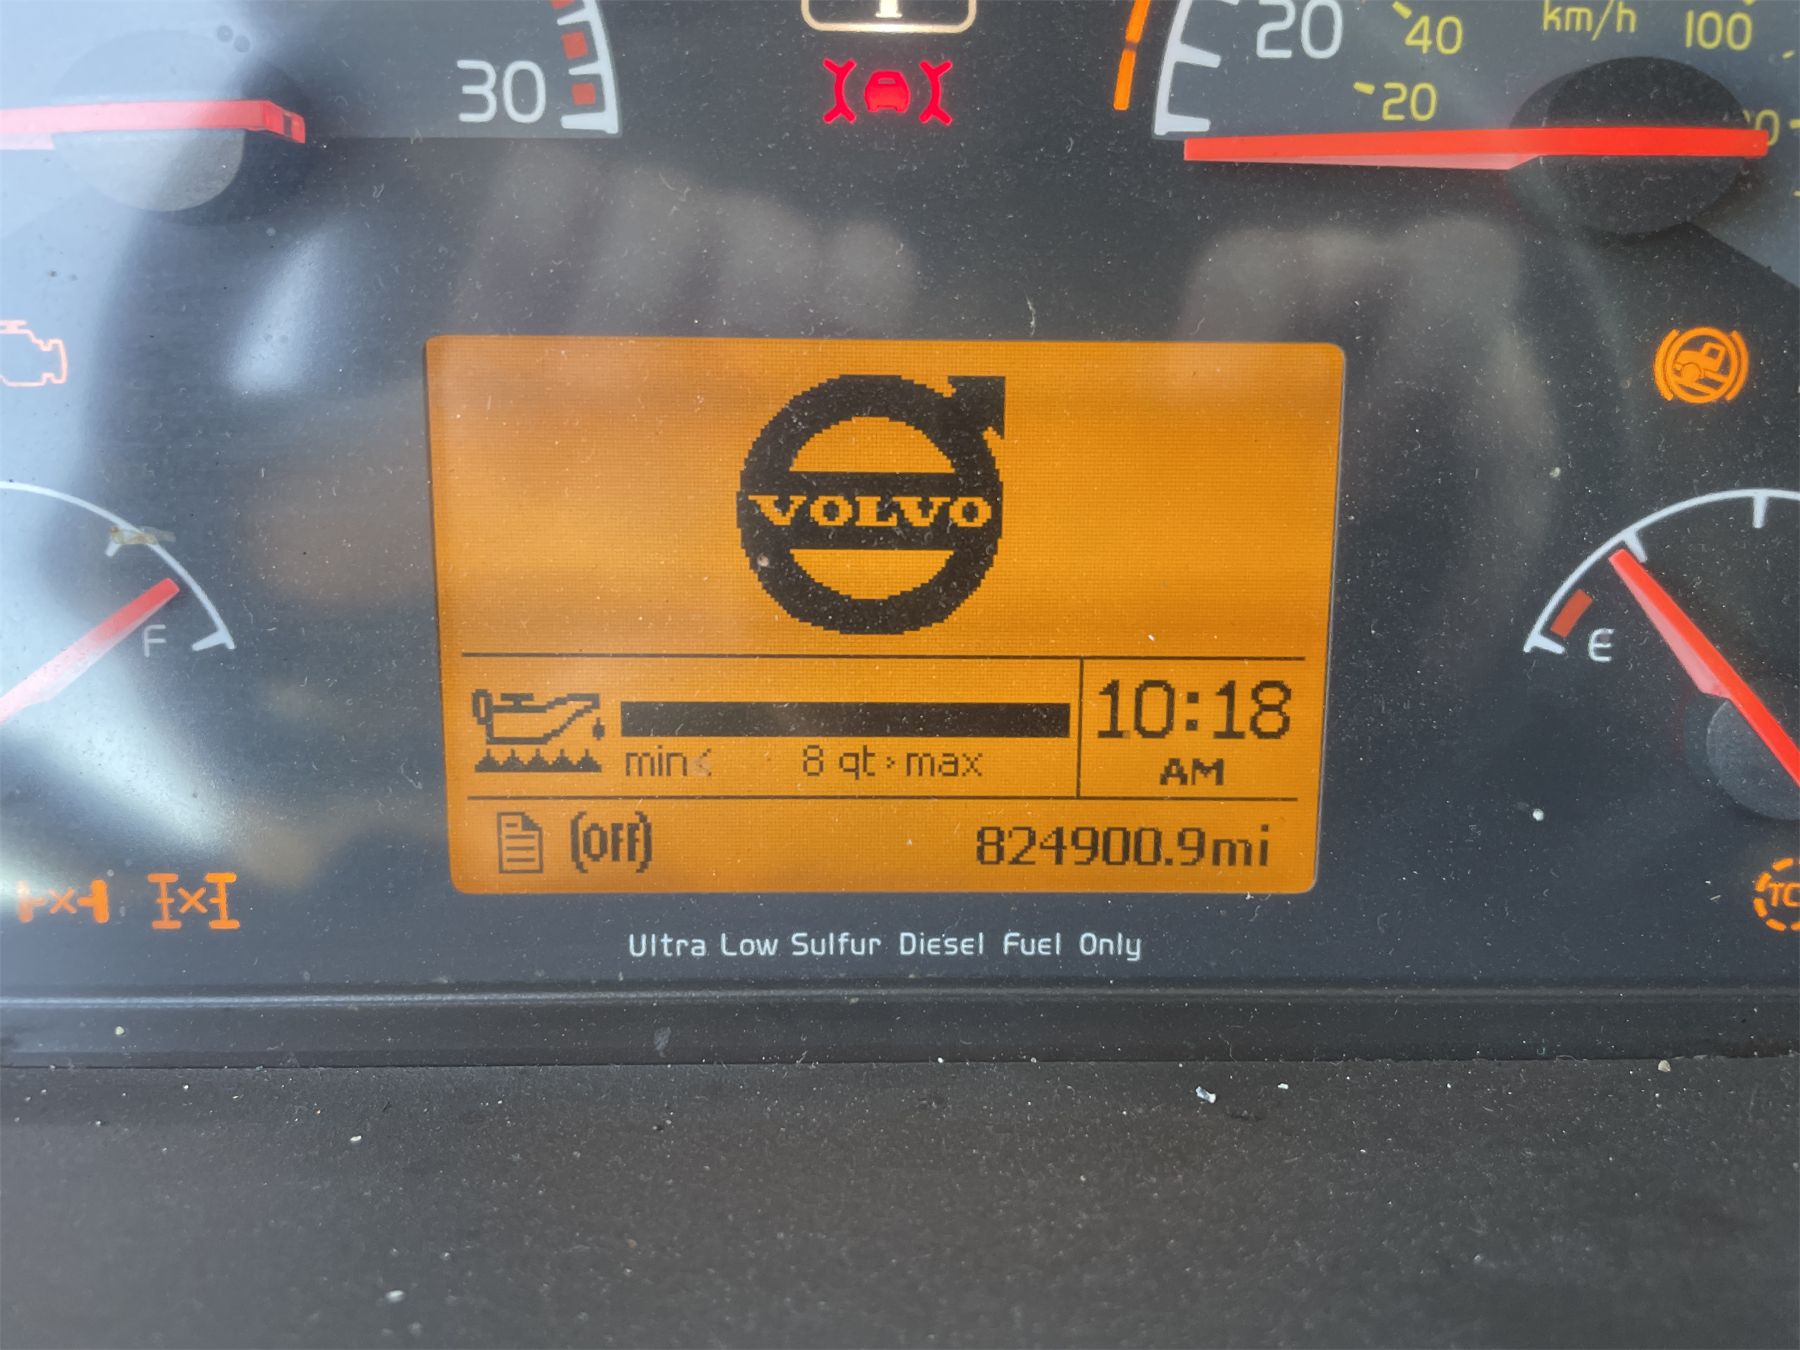 20 40 km/h 100
30
20
VOLVO
F
E
10:18
min< 8 qt > max
AM
(OFF) 824900.9mi
TC
Ultra Low Sulfur Diesel Fuel Only